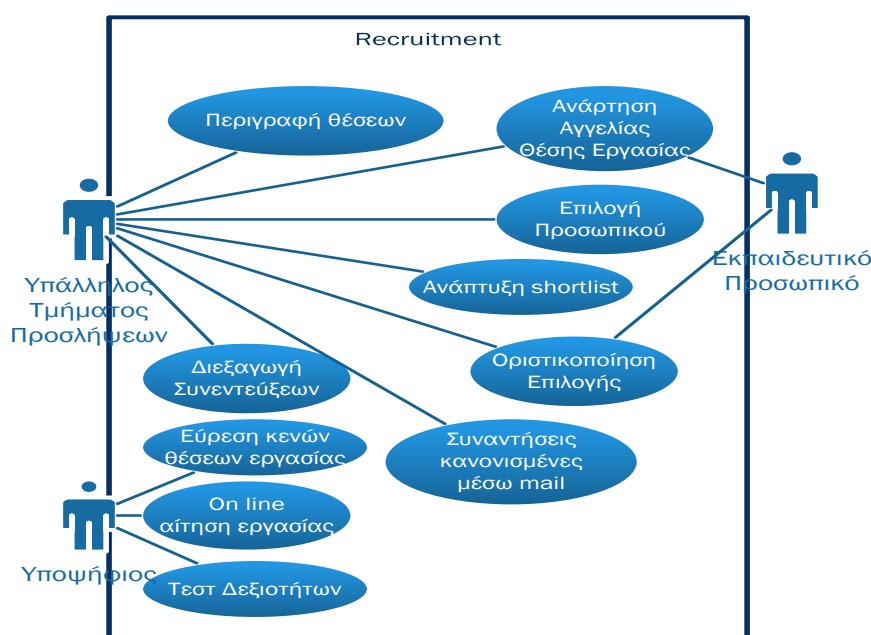 Recruitment
Περιγραφή θέσεων
Ανάρτηση
Αγγελίας
Θέσης Εργασίας
Επιλογή
Προσωπικού
Εκπαιδευτικό
Προσωπικό
Υπάλληλος
Τμήματος
Προσλήψεων
Ανάπτυξη shortlist
Οριστικοποίηση
Επιλογής
Διεξαγωγή
Συνεντεύξεων
Εύρεση κενών
θέσεων εργασίας
Συναντήσεις
κανονισμένες
μέσω mail
On line
αίτηση εργασίας
Υποψήφιος
Τεστ Δεξιοτήτων